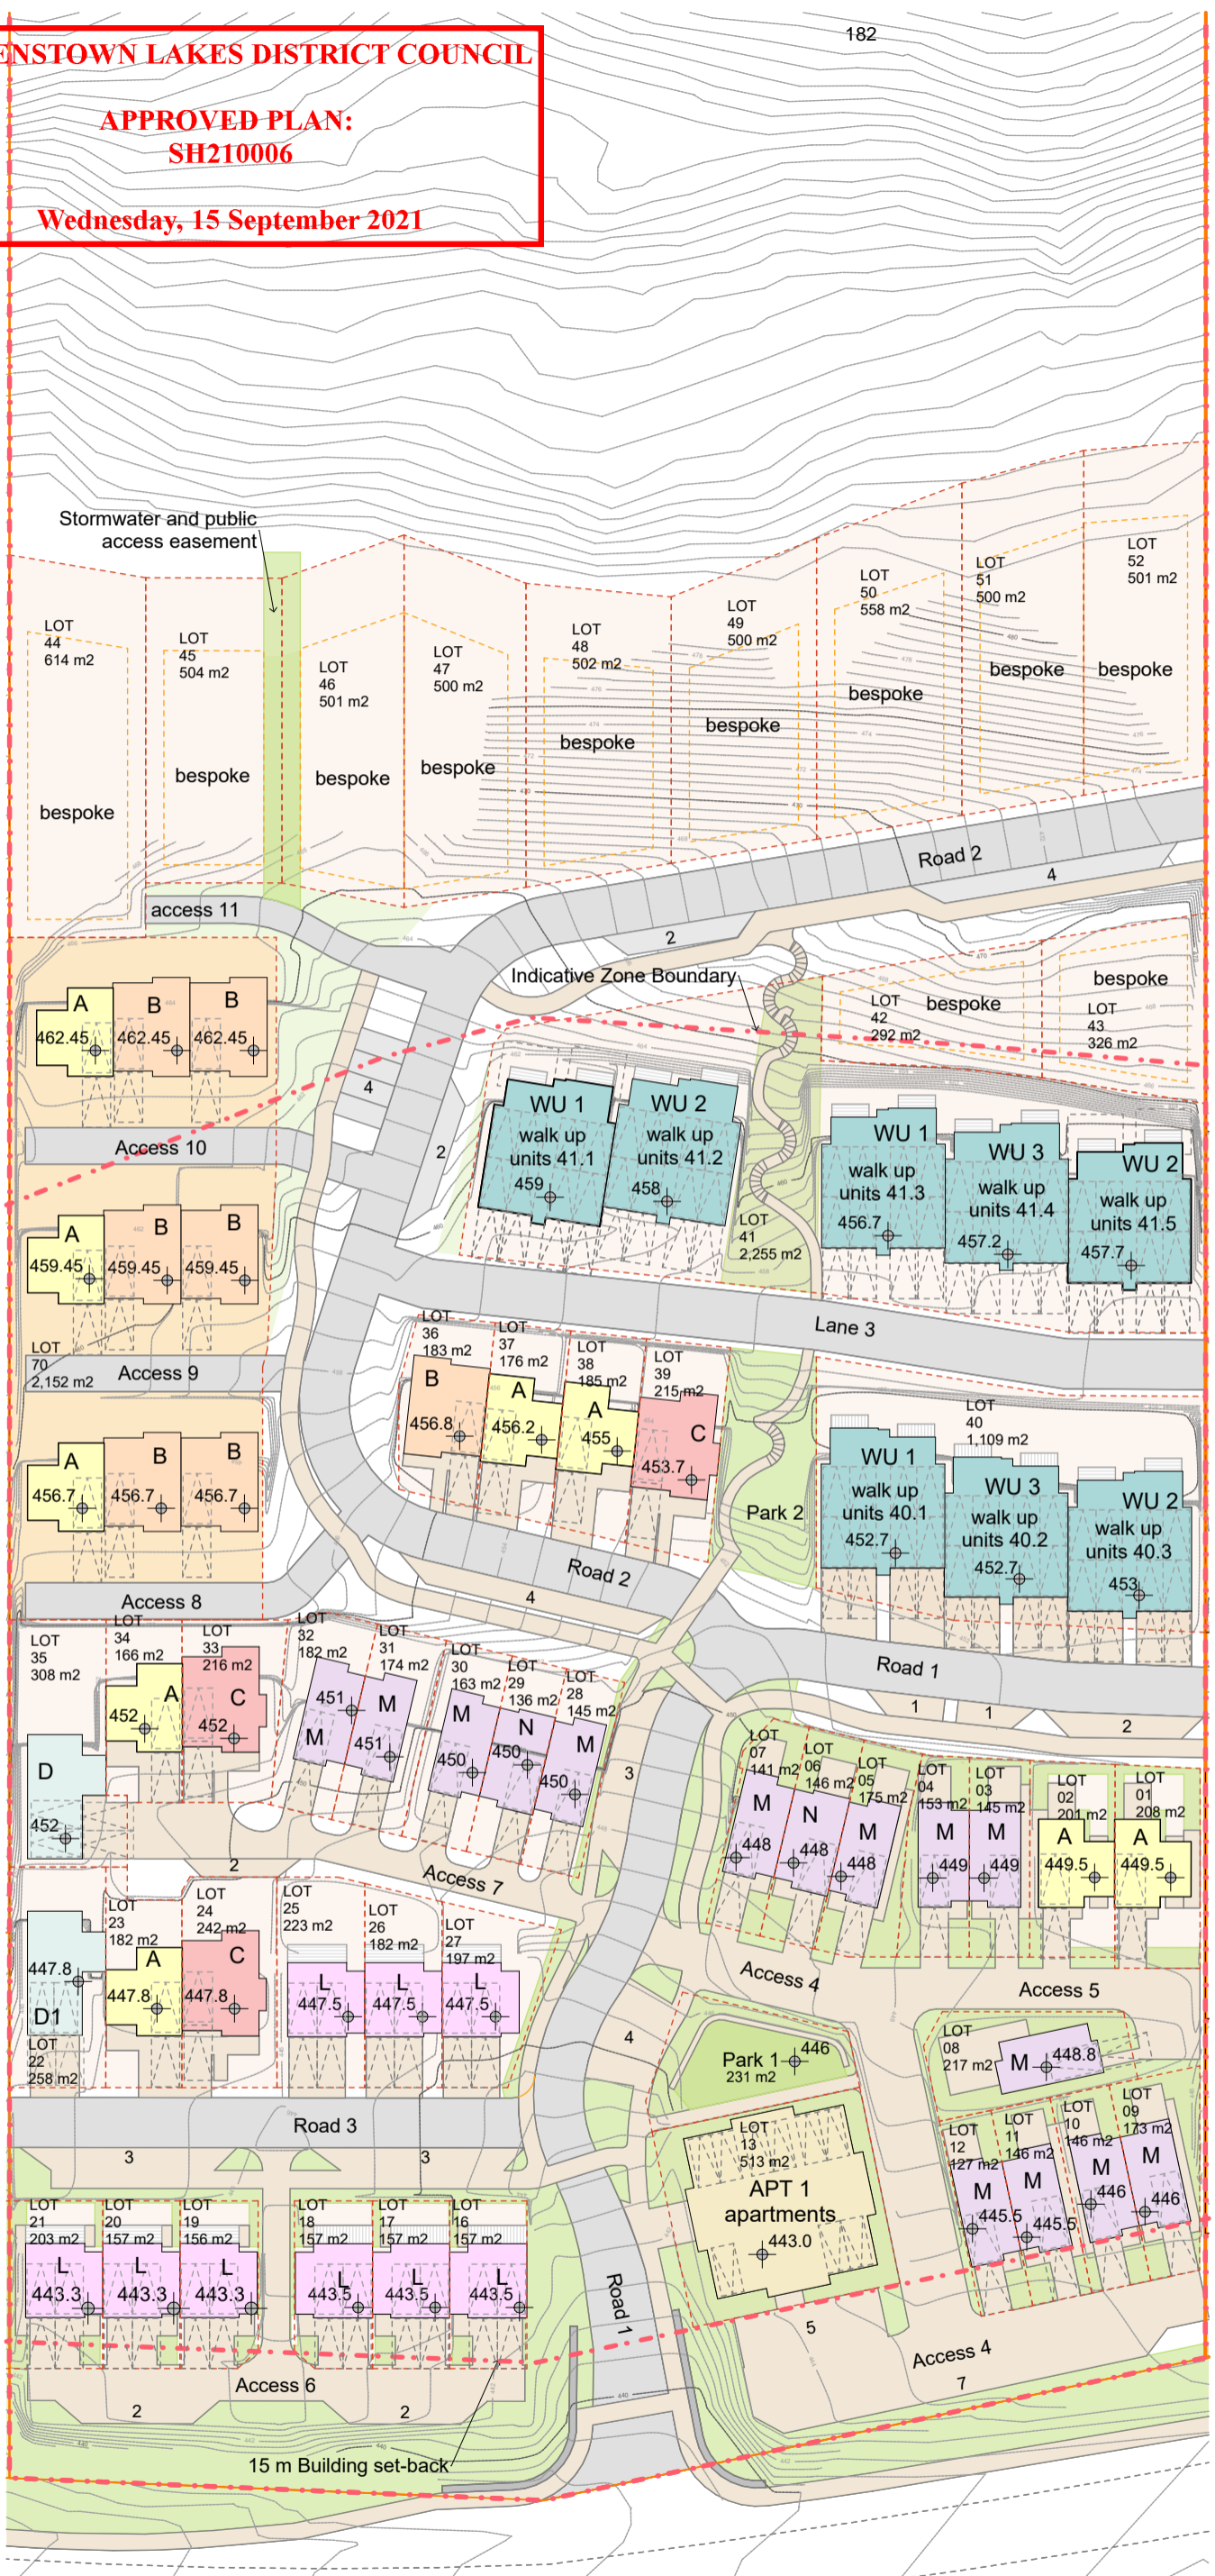 182
ENSTOWN LAKES DISTRICT COUNCIL
APPROVED PLAN:
SH210006
Wednesday, 15 September 2021
Stormwater and public
access easement
LOT
44
614 m2
bespoke
LOT
45
504 m2
bespoke
LOT
46
501 m2
bespoke
LOT
47
500 m2
bespoke
LOT
48
502 m2
bespoke
LOT
49
500 m2
bespoke
LOT
50
558 m2
bespoke
LOT
51
500 m2
bespoke
LOT
52
501 m2
bespoke
Road 2
4
2
access 11
Indicative Zone Boundary
LOT
42
292 m2
bespoke
bespoke
LOT
43
326 m2
A
462.45
B
462.45
B
462.45
4
2
Access 10
WU 1
walk up
units 41.1
459
WU 2
walk up
units 41.2
458
LOT
41
2,255 m2
WU 1
walk up
units 41.3
456.7
WU 3
walk up
units 41.4
457.2
WU 2
walk up
units 41.5
457.7
A
459.45
B
459.45
B
459.45
LOT
70
2,152 m2
Access 9
Lane 3
LOT
36
183 m2
B
456.8
LOT
37
176 m2
A
456.2
LOT
38
185 m2
A
455
LOT
39
215 m2
C
453.7
Park 2
LOT
40
1,109 m2
WU 1
walk up
units 40.1
452.7
WU 3
walk up
units 40.2
452.7
WU 2
walk up
units 40.3
453
A
456.7
B
456.7
B
456.7
Access 8
Road 2
4
Road 1
1
1
2
LOT
35
308 m2
D
452
LOT
34
166 m2
A
452
LOT
33
216 m2
C
452
LOT
32
182 m2
451
M
LOT
31
174 m2
M
451
LOT
30
163 m2
M
450
LOT
29
136 m2
N
450
LOT
28
145 m2
M
450
3
2
Access 7
LOT
07
141 m2
M
448
LOT
06
146 m2
N
448
LOT
05
175 m2
M
448
LOT
04
153 m2
M
449
LOT
03
145 m2
M
449
LOT
02
201 m2
A
449.5
LOT
01
208 m2
A
449.5
447.8
D1
LOT
22
258 m2
LOT
23
182 m2
A
447.8
LOT
24
242 m2
C
447.8
LOT
25
223 m2
L
447.5
LOT
26
182 m2
L
447.5
LOT
27
197 m2
L
447.5
Access 4
Access 5
4
Park 1
231 m2
446
LOT
08
217 m2
M
448.8
Road 3
3
3
LOT
13
513 m2
APT 1
apartments
443.0
LOT
12
127 m2
M
445.5
LOT
11
146 m2
M
445.5
LOT
10
146 m2
M
446
LOT
09
173 m2
M
446
LOT
21
203 m2
L
443.3
LOT
20
157 m2
L
443.3
LOT
19
156 m2
L
443.3
LOT
18
157 m2
L
443.5
LOT
17
157 m2
L
443.5
LOT
16
157 m2
L
443.5
Road 1
5
Access 4
7
Access 6
2
2
15 m Building set-back